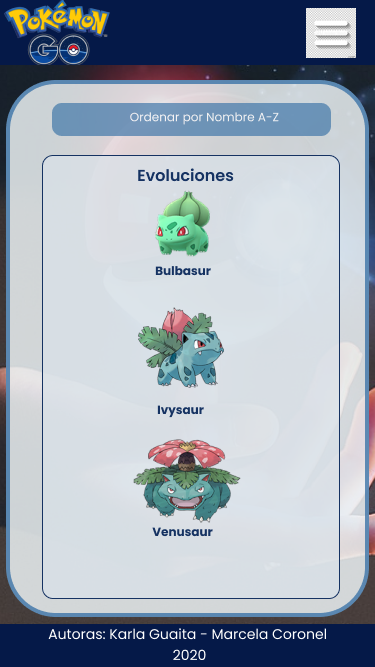 POKÉMON
GO
Ordenar por Nombre A-Z
Evoluciones
Bulbasur
Ivysaur
Venusaur
Autoras: Karla Guaita - Marcela Coronel
2020